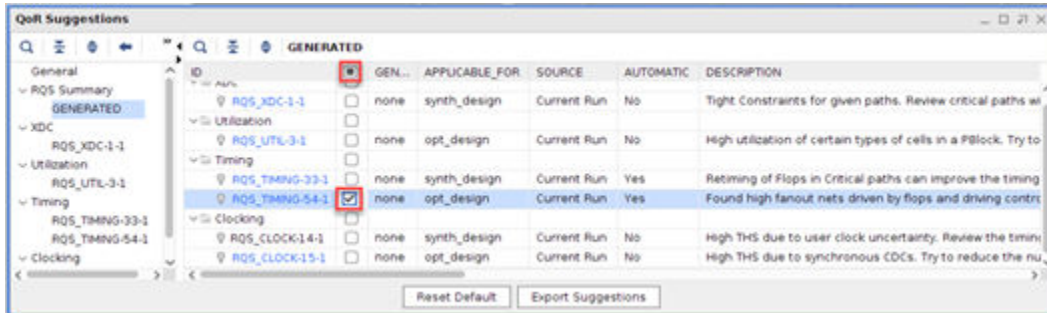 QoR Suggestions
GENERATED
General
RQS Summary
GENERATED
XDC
RQS_XDC-1-1
Utilization
RQS_UTIL-3-1
Timing
RQS_TIMING-33-1
RQS_TIMING-54-1
Clocking
ID GEN... APPLICABLE_FOR SOURCE AUTOMATIC DESCRIPTION
RQS_XDC-1-1 none synth_design Current Run No Tight Constraints for given paths. Review critical paths wi
Utilization
RQS_UTIL-3-1 none opt_design Current Run No High utilization of certain types of cells in a PBlock. Try to
Timing
RQS_TIMING-33-1 none synth_design Current Run Yes Retiming of Flops in Critical paths can improve the timing
RQS_TIMING-54-1 none opt_design Current Run Yes Found high fanout nets driven by flops and driving contro
Clocking
RQS_CLOCK-14-1 none synth_design Current Run No High THS due to user clock uncertainty. Review the timing
RQS_CLOCK-15-1 none opt_design Current Run No High THS due to synchronous CDCs. Try to reduce the nu
Reset Default Export Suggestions